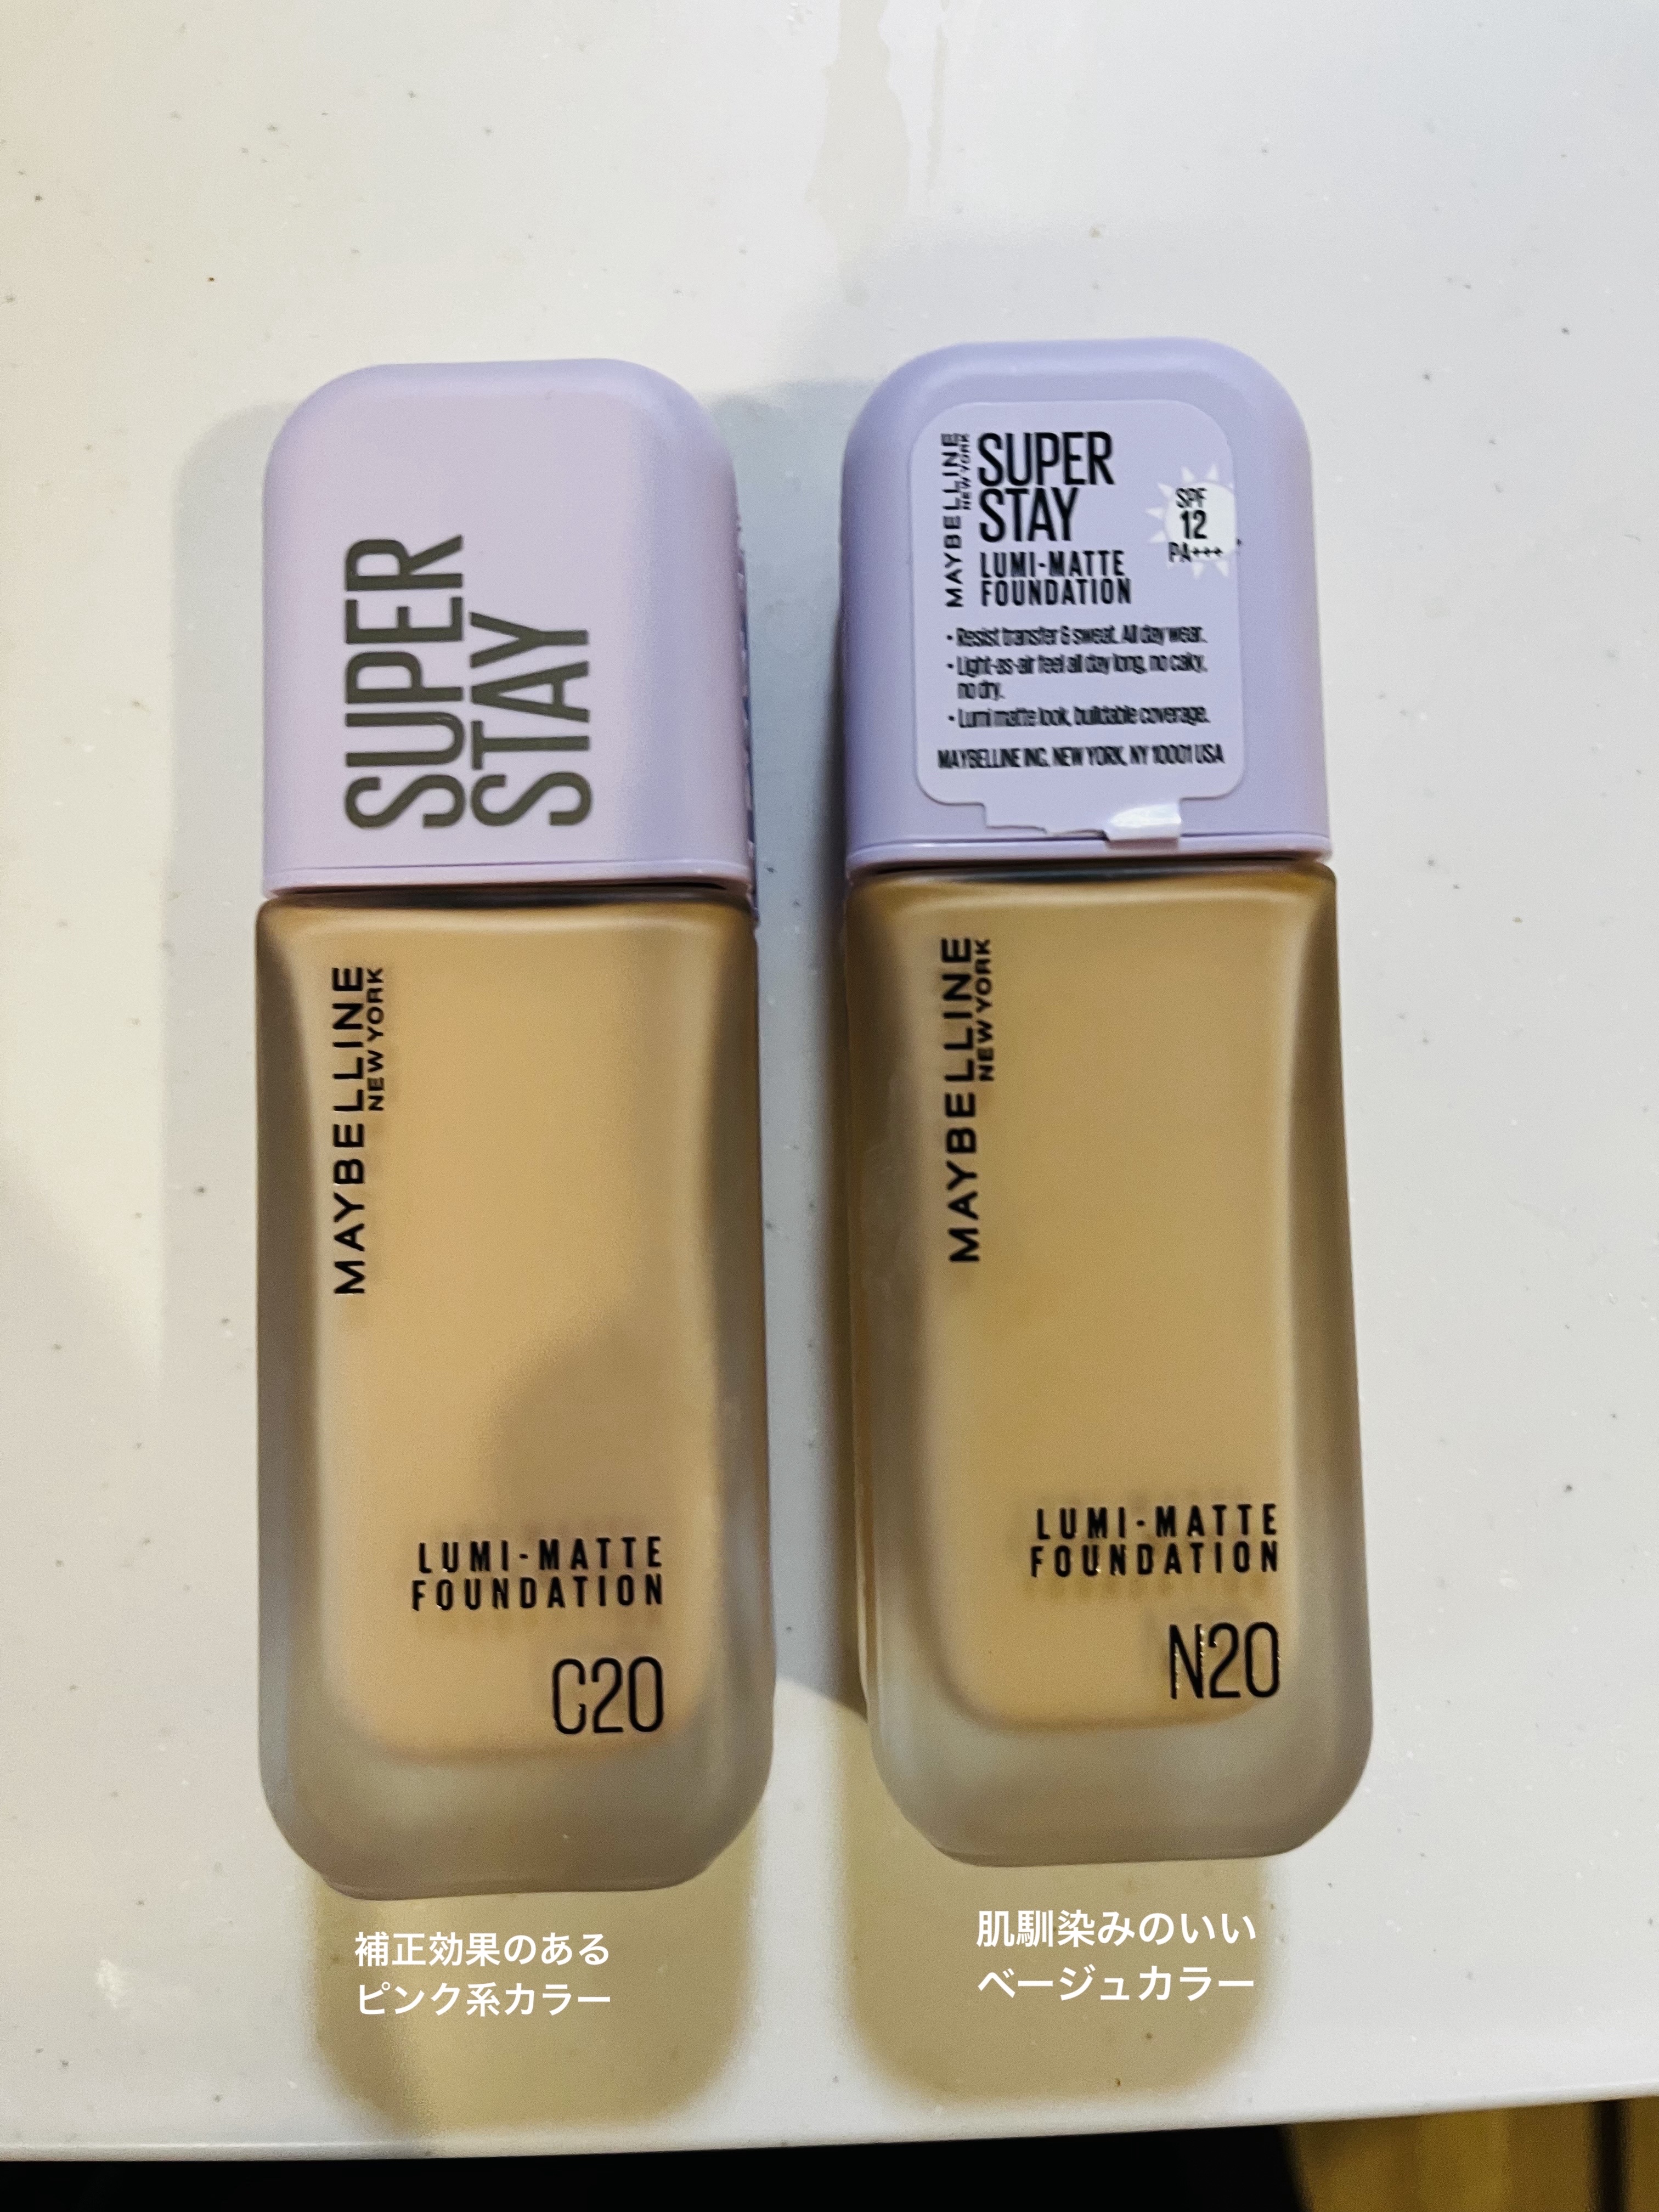 SUPER
STAY
MAYBELLINE
NEW YORK
LUMI-MATTE
FOUNDATION
C20
補正効果のある
ピンク系カラー
MAYBELLINE
NEW YORK
SUPER
STAY
LUMI-MATTE
FOUNDATION
SPF
12
PA+++
• Resist transfer & sweat. All day wear.
• Light-as-air feel all day long, no caky,
no dry.
• Lumi matte look, buildable coverage.
MAYBELLINE INC. NEW YORK, NY 10001 USA
MAYBELLINE
NEW YORK
LUMI-MATTE
FOUNDATION
N20
肌馴染みのいい
ベージュカラー